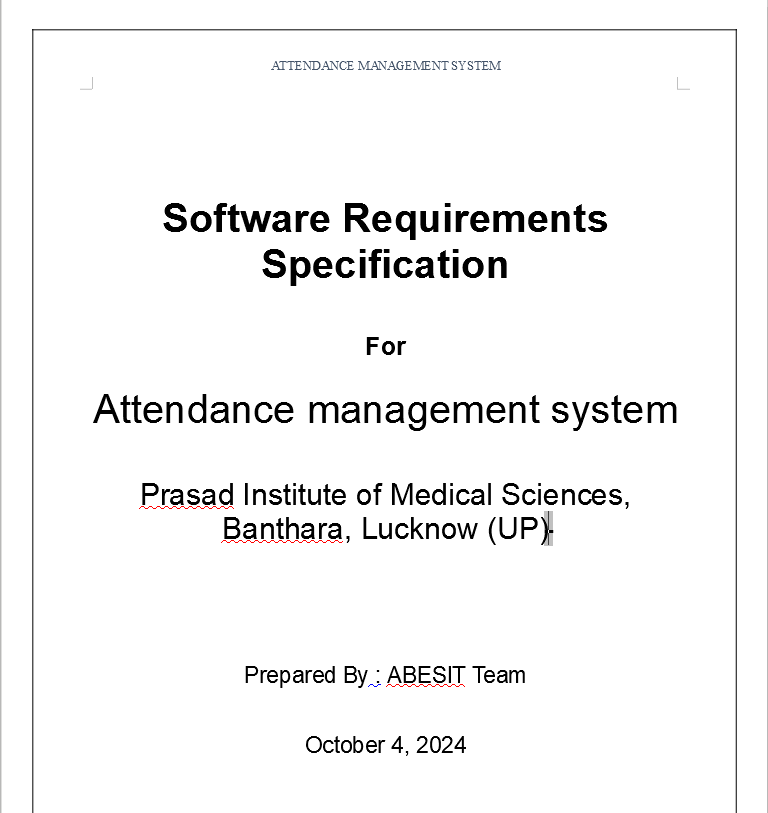 ATTENDANCE MANAGEMENT SYSTEM
Software Requirements
Specification
For
Attendance management system
Prasad Institute of Medical Sciences,
Banthara, Lucknow (UP)
Prepared By : ABESIT Team
October 4, 2024